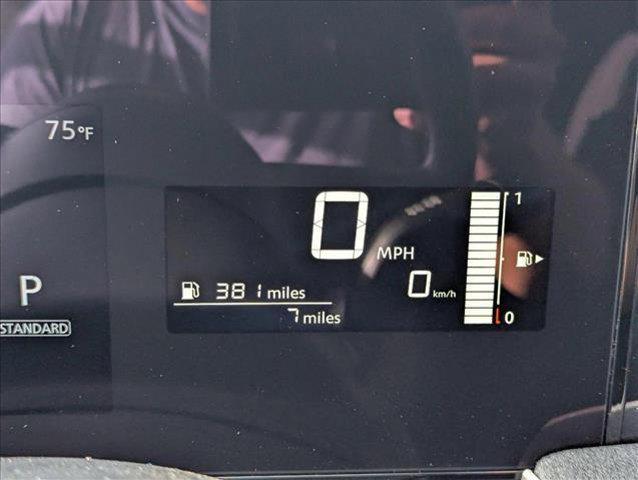 75°F
0 MPH
1
381 miles
0 km/h
7 miles
0
P
STANDARD